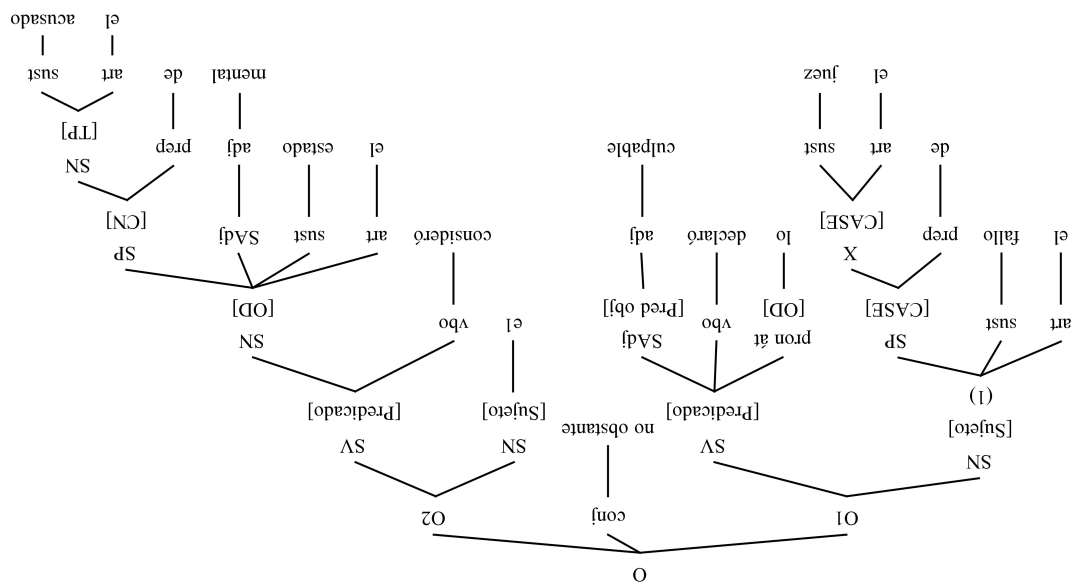 O
O1 conj O2
SN SV SN SV
[Sujeto] [Predicado] no obstante [Sujeto] [Predicado]
(1)
SP pron át SAdj SN
art sust [CASE] [OD] vbo [Pred obj] el vbo [OD]
X SP
el fallo prep lo declaró adj consideró art sust SAdj
[CASE] [CN]
SN
de art sust culpable el estado adj prep
[TP]
el juez mental de art sust
el acusado